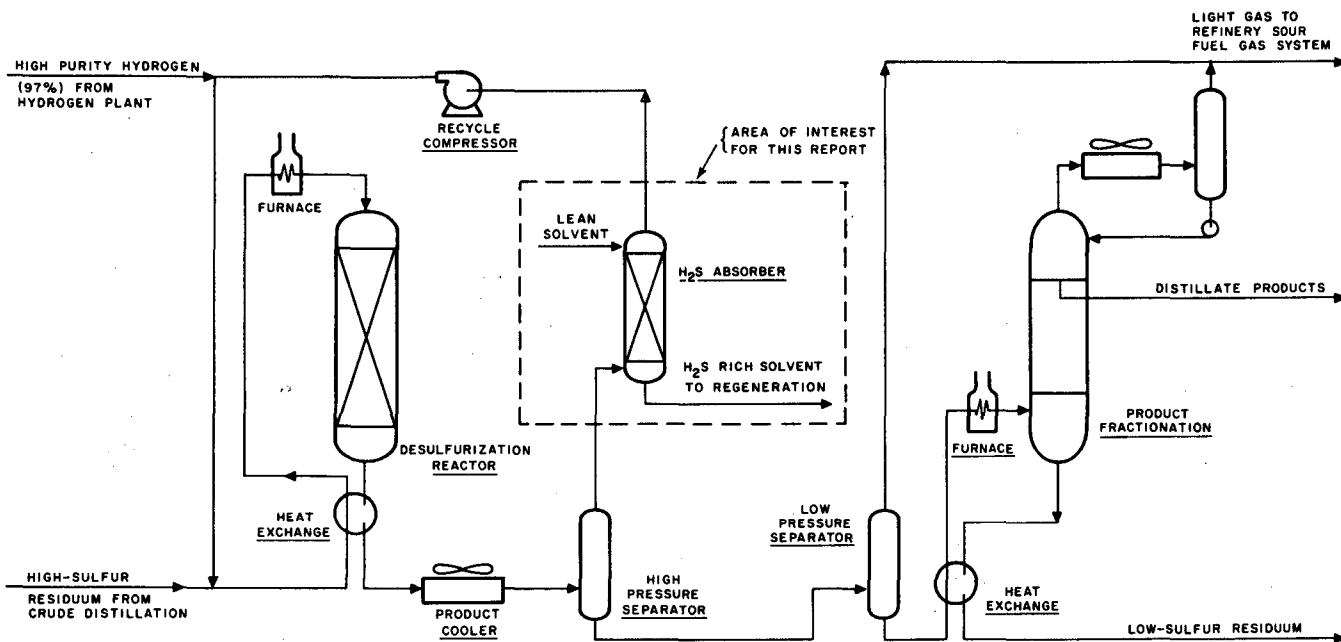 LIGHT GAS TO
REFINERY SOUR
FUEL GAS SYSTEM
HIGH PURITY HYDROGEN
(97%) FROM
HYDROGEN PLANT
RECYCLE
COMPRESSOR
AREA OF INTEREST
FOR THIS REPORT
FURNACE
LEAN
SOLVENT
H₂S ABSORBER
DISTILLATE PRODUCTS
H₂S RICH SOLVENT
TO REGENERATION
PRODUCT
FRACTIONATION
DESULFURIZATION
REACTOR
FURNACE
HEAT
EXCHANGE
LOW
PRESSURE
SEPARATOR
HIGH-SULFUR
RESIDUUM FROM
CRUDE DISTILLATION
HIGH
PRESSURE
SEPARATOR
PRODUCT
COOLER
HEAT
EXCHANGE
LOW-SULFUR RESIDUUM